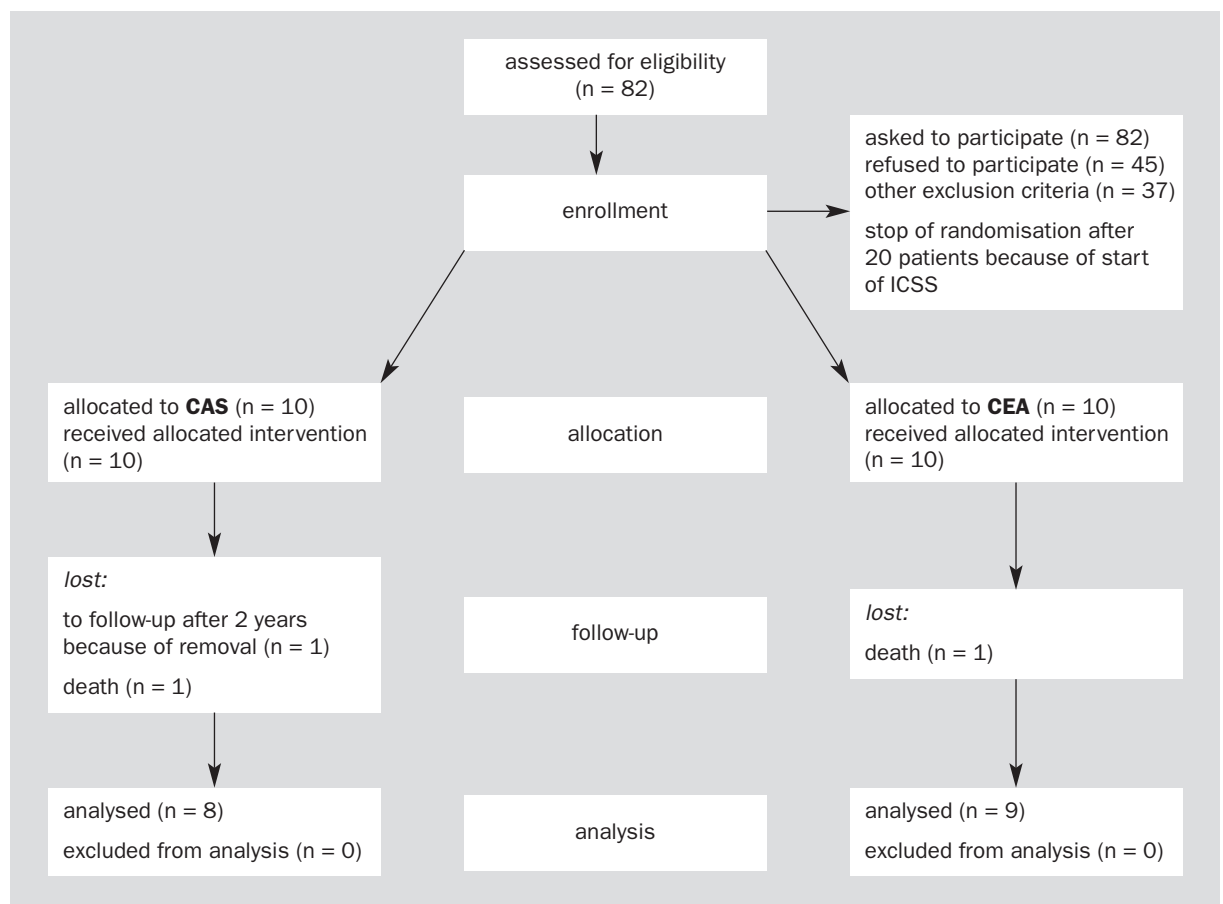 assessed for eligibility
(n = 82)
enrollment
asked to participate (n = 82)
refused to participate (n = 45)
other exclusion criteria (n = 37)
stop of randomisation after
20 patients because of start
of ICSS
allocated to CAS (n = 10)
received allocated intervention
(n = 10)
allocation
allocated to CEA (n = 10)
received allocated intervention
(n = 10)
lost:
to follow-up after 2 years
because of removal (n = 1)
death (n = 1)
follow-up
lost:
death (n = 1)
analysed (n = 8)
excluded from analysis (n = 0)
analysis
analysed (n = 9)
excluded from analysis (n = 0)